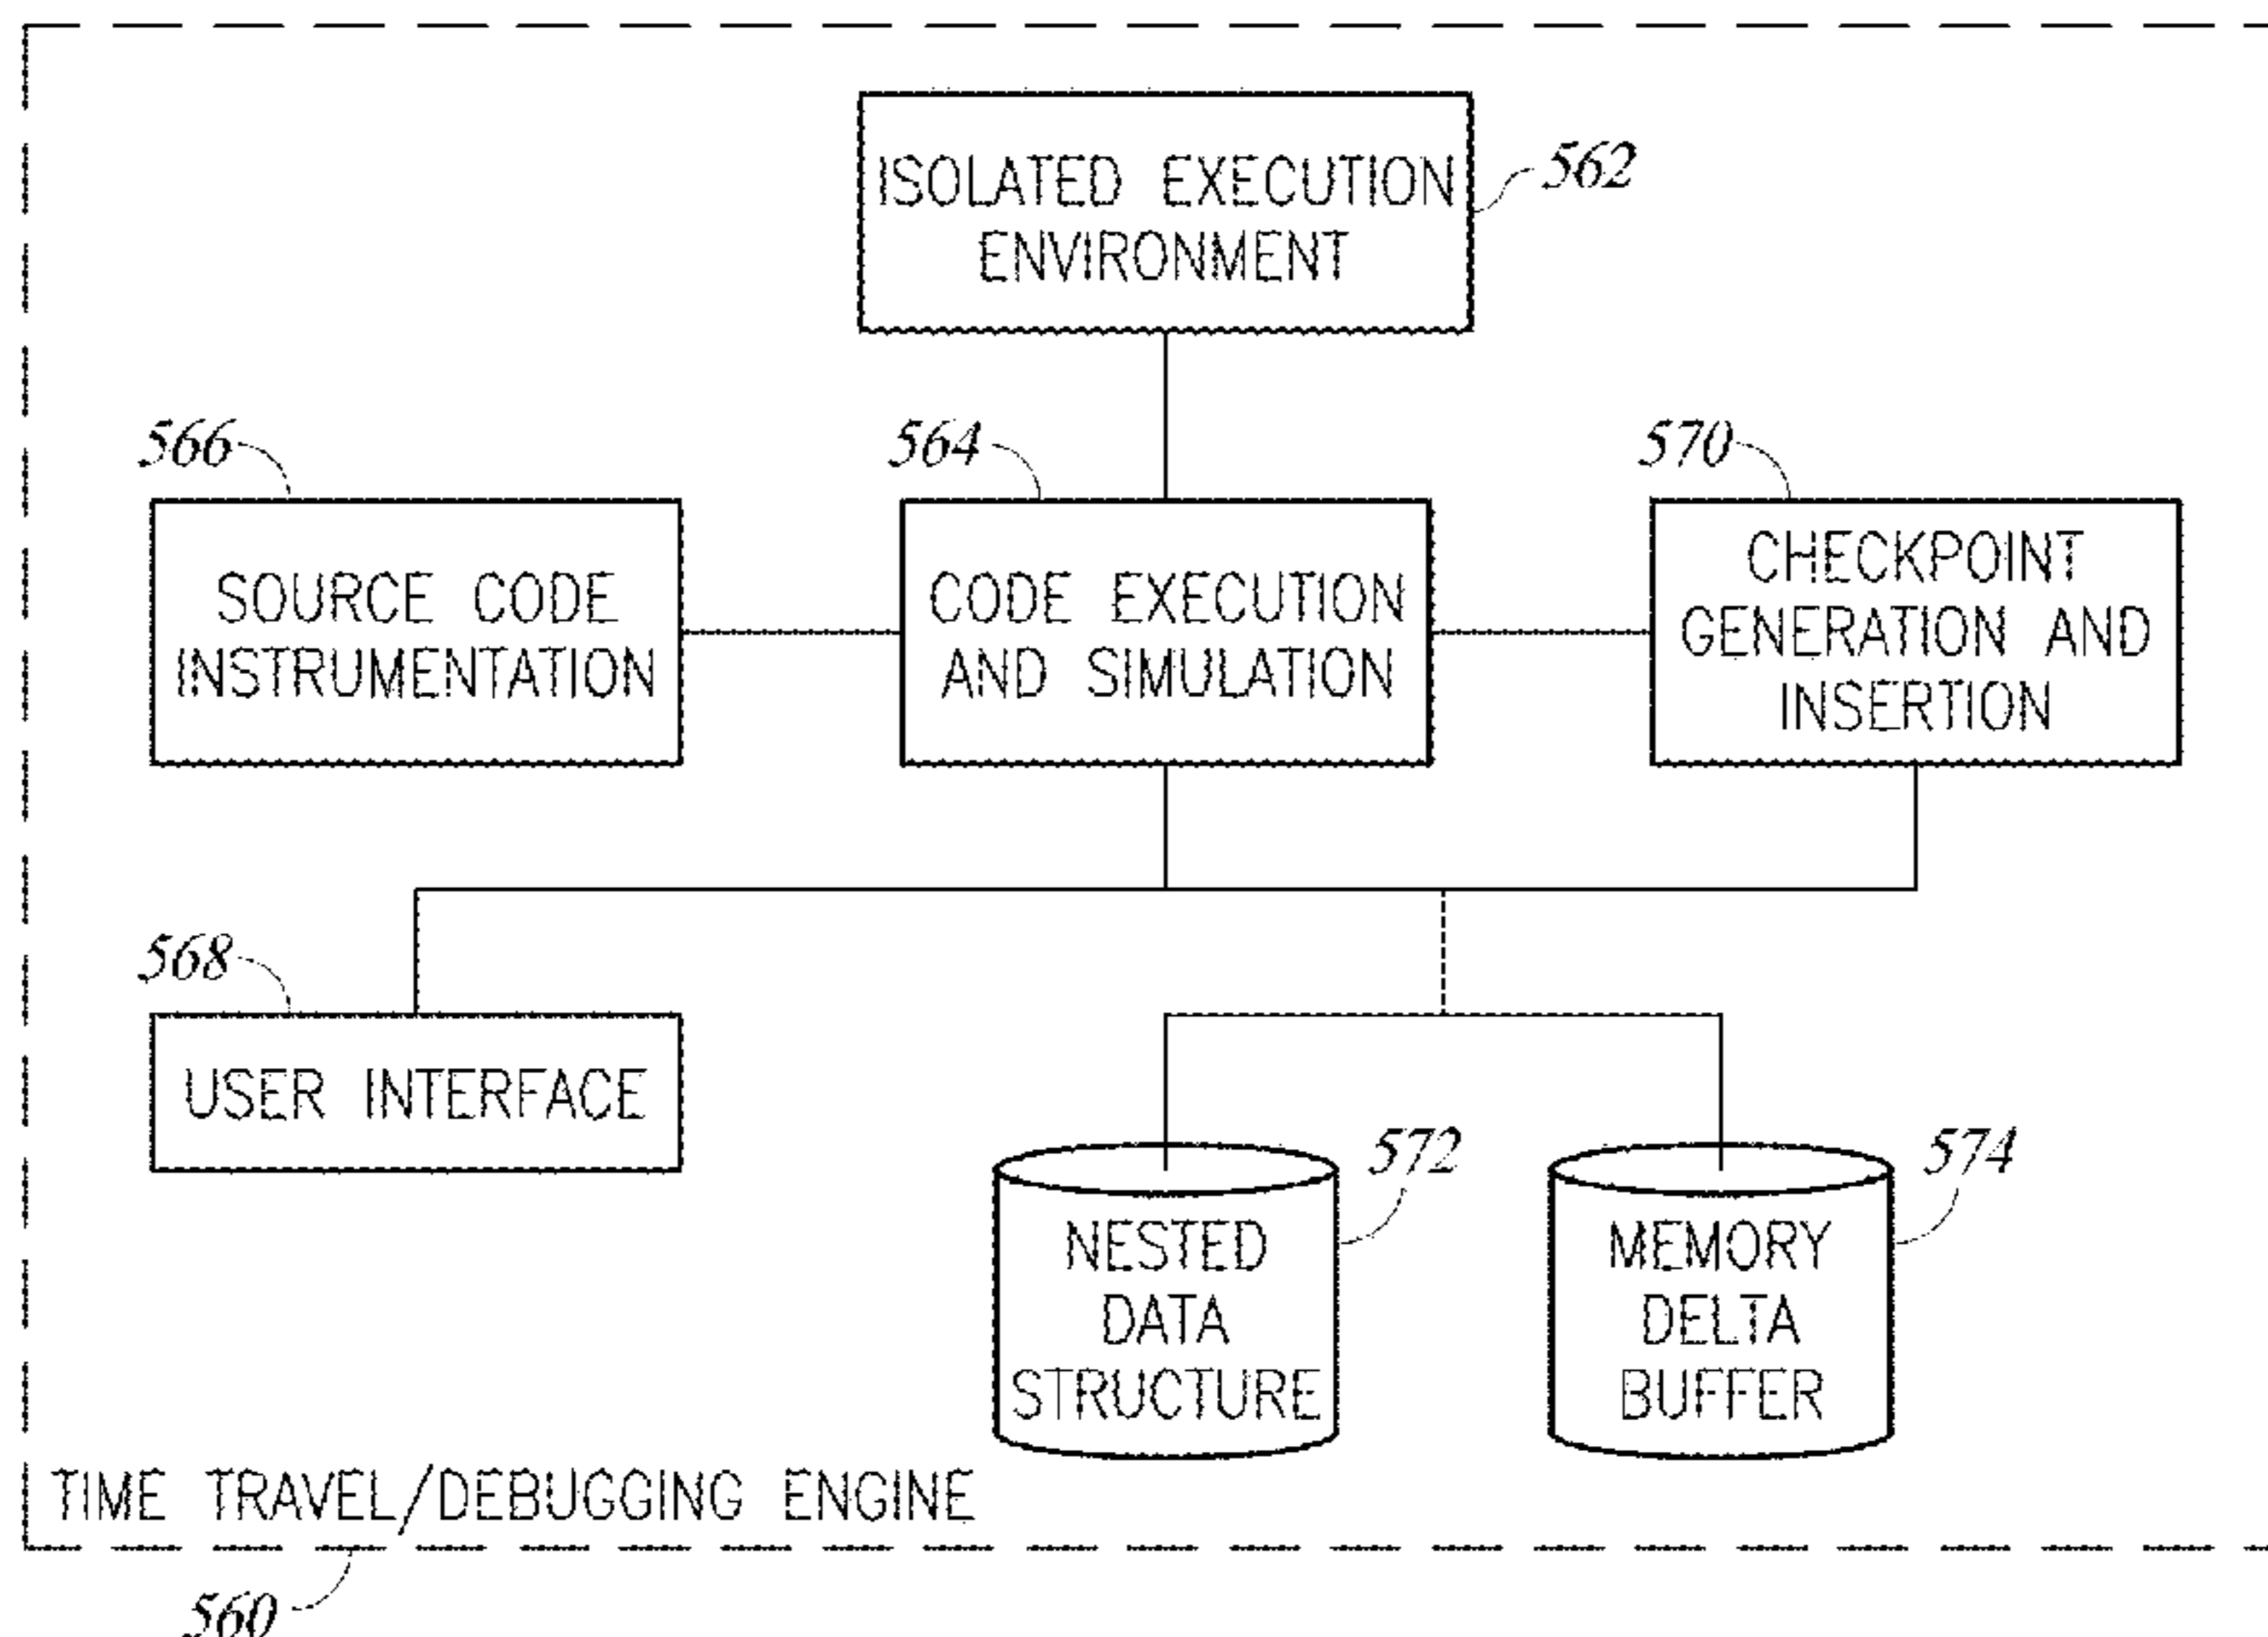 ISOLATED EXECUTION
ENVIRONMENT
562
566
564
570
SOURCE CODE
INSTRUMENTATION
CODE EXECUTION
AND SIMULATION
CHECKPOINT
GENERATION AND
INSERTION
568
USER INTERFACE
572
574
NESTED
DATA
STRUCTURE
MEMORY
DELTA
BUFFER
TIME TRAVEL/DEBUGGING ENGINE
560